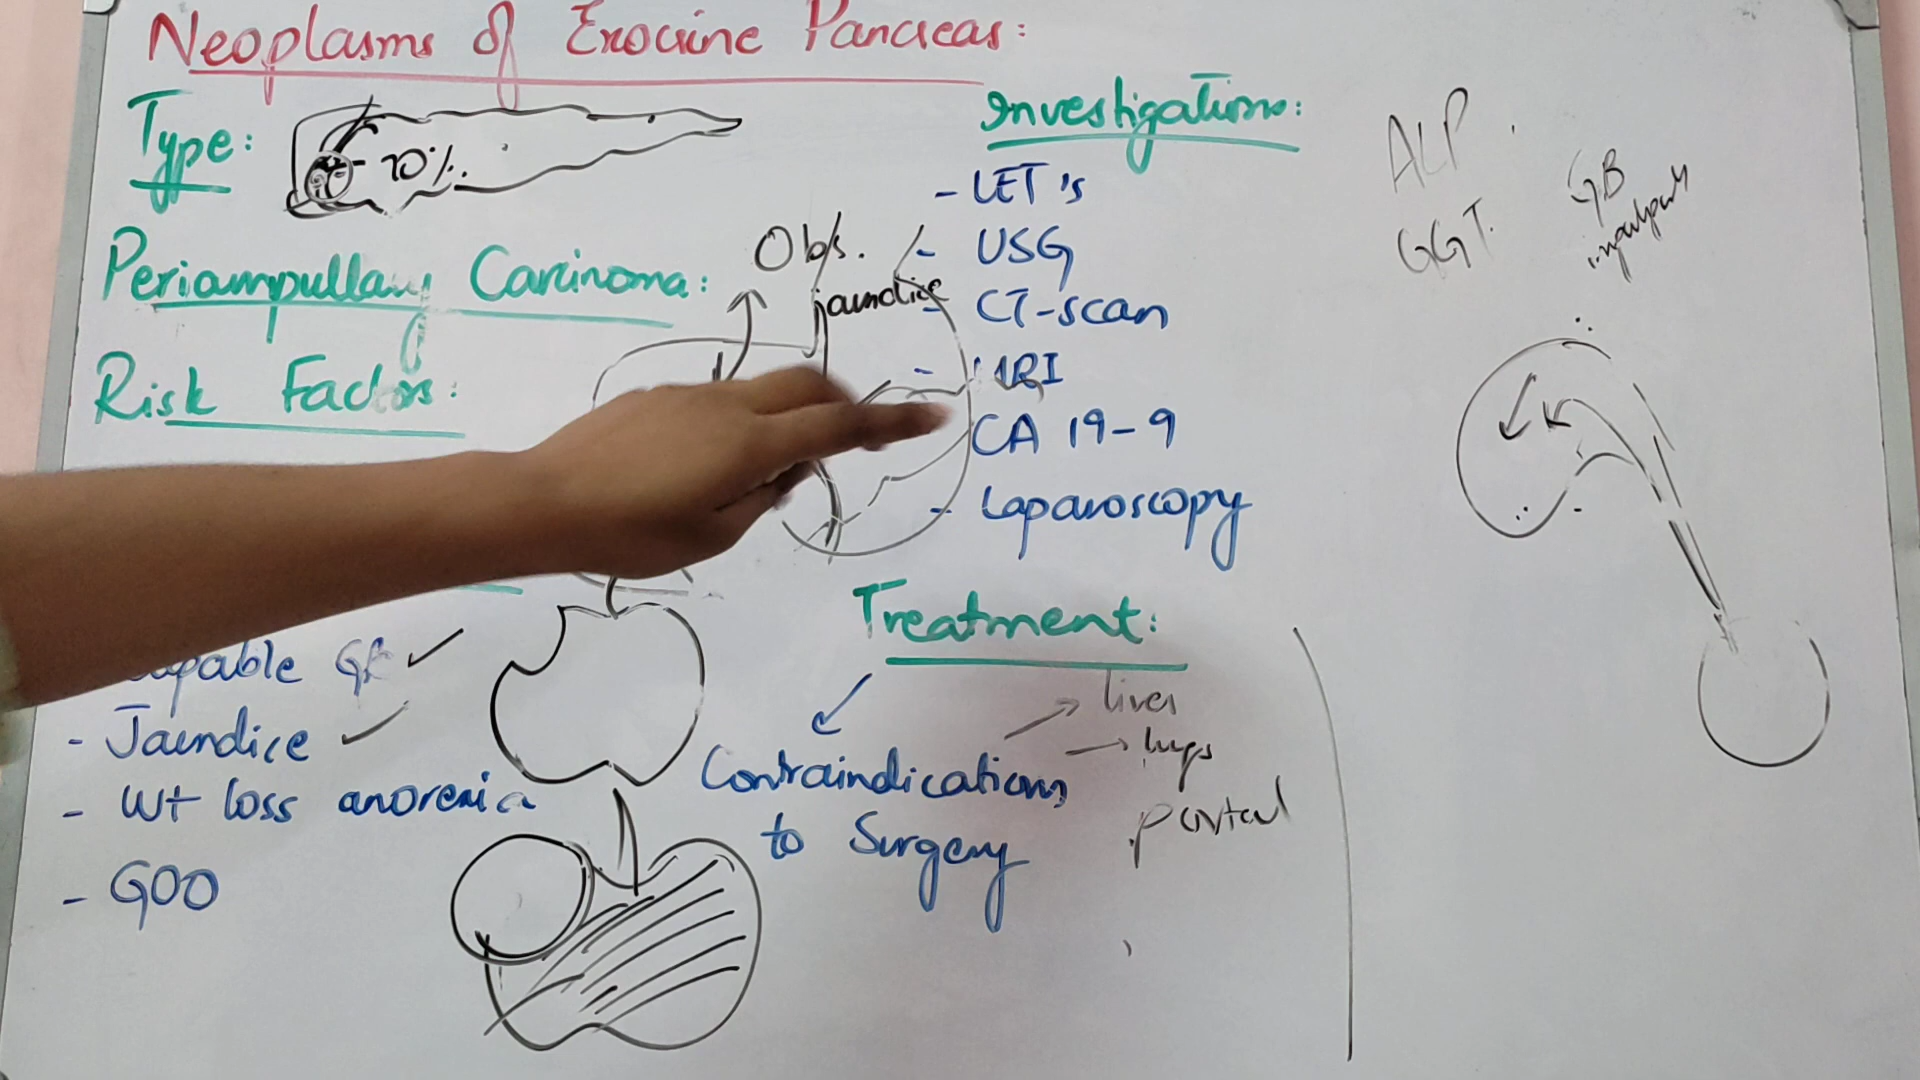 Neoplasms of Exocrine Pancreas:
Type:
70%.
Periampullary Carcinoma:
Obs.
jaundice
Risk Factors:
Jaundice
- Wt loss anorexia
- GOO
Investigations:
- LFT's
- USG
- CT-scan
- MRI
CA 19-9
- Laparoscopy
Treatment:
Contraindications
to Surgery
liver
lungs
portal
ALP
GGT.
GB